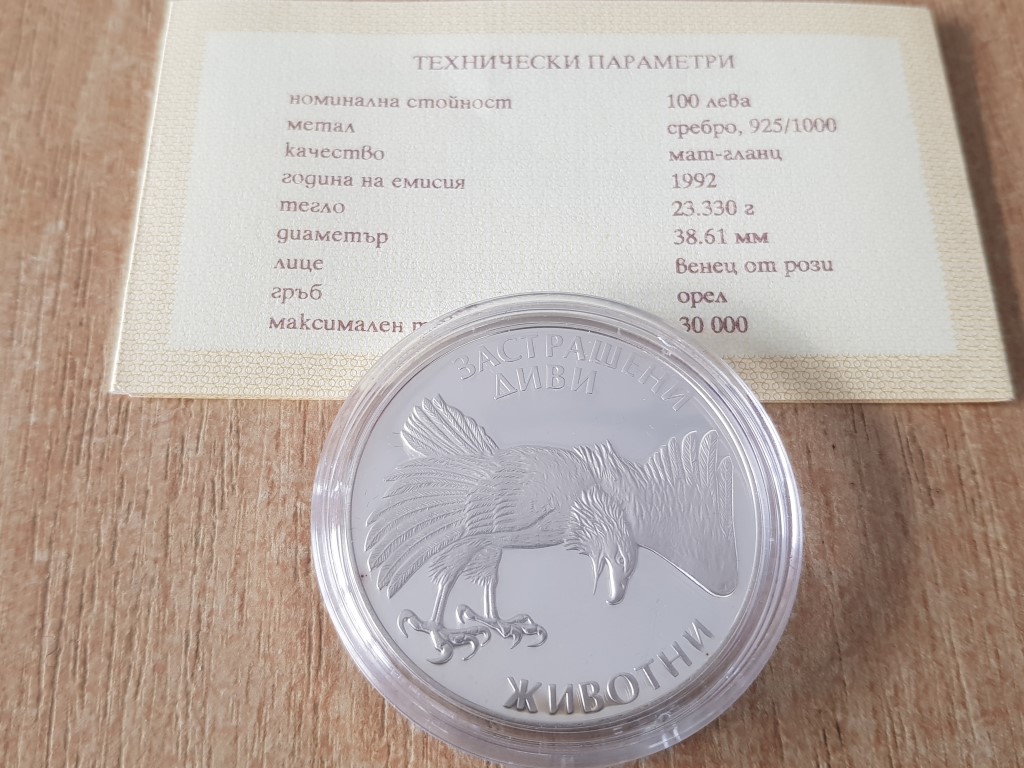 ТЕХНИЧЕСКИ ПАРАМЕТРИ
номинална стойност 100 лева
метал сребро, 925/1000
качество мат-гланц
година на емисия 1992
тегло 23.330 г
диаметър 38.61 мм
лице венец от рози
гръб орел
максимален 30 000
ЗАСТРАШЕНИ
ДИВИ
ЖИВОТНИ